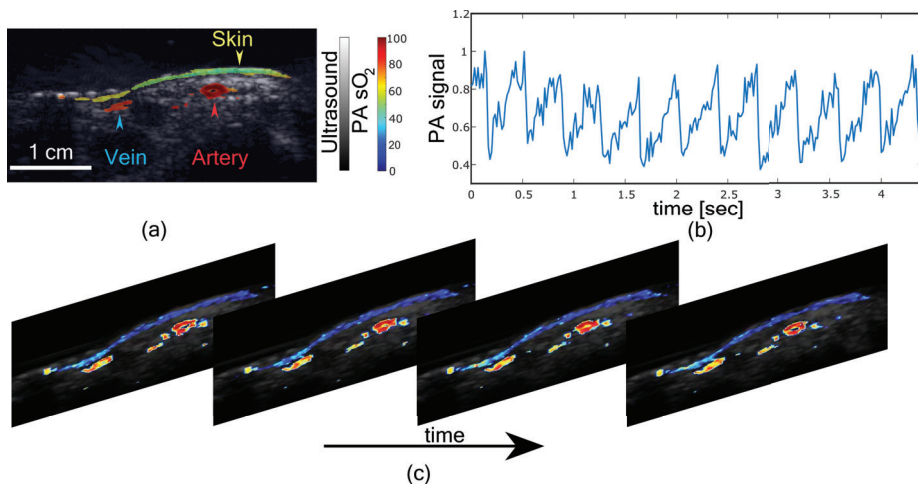 Skin
Vein
Artery
1 cm
Ultrasound
PA sO2
100
80
60
40
20
0
(a)
PA signal
1.2
1
0.8
0.6
0.4
0 0.5 1 1.5 2 2.5 3 3.5 4
time [sec]
(b)
time
(c)